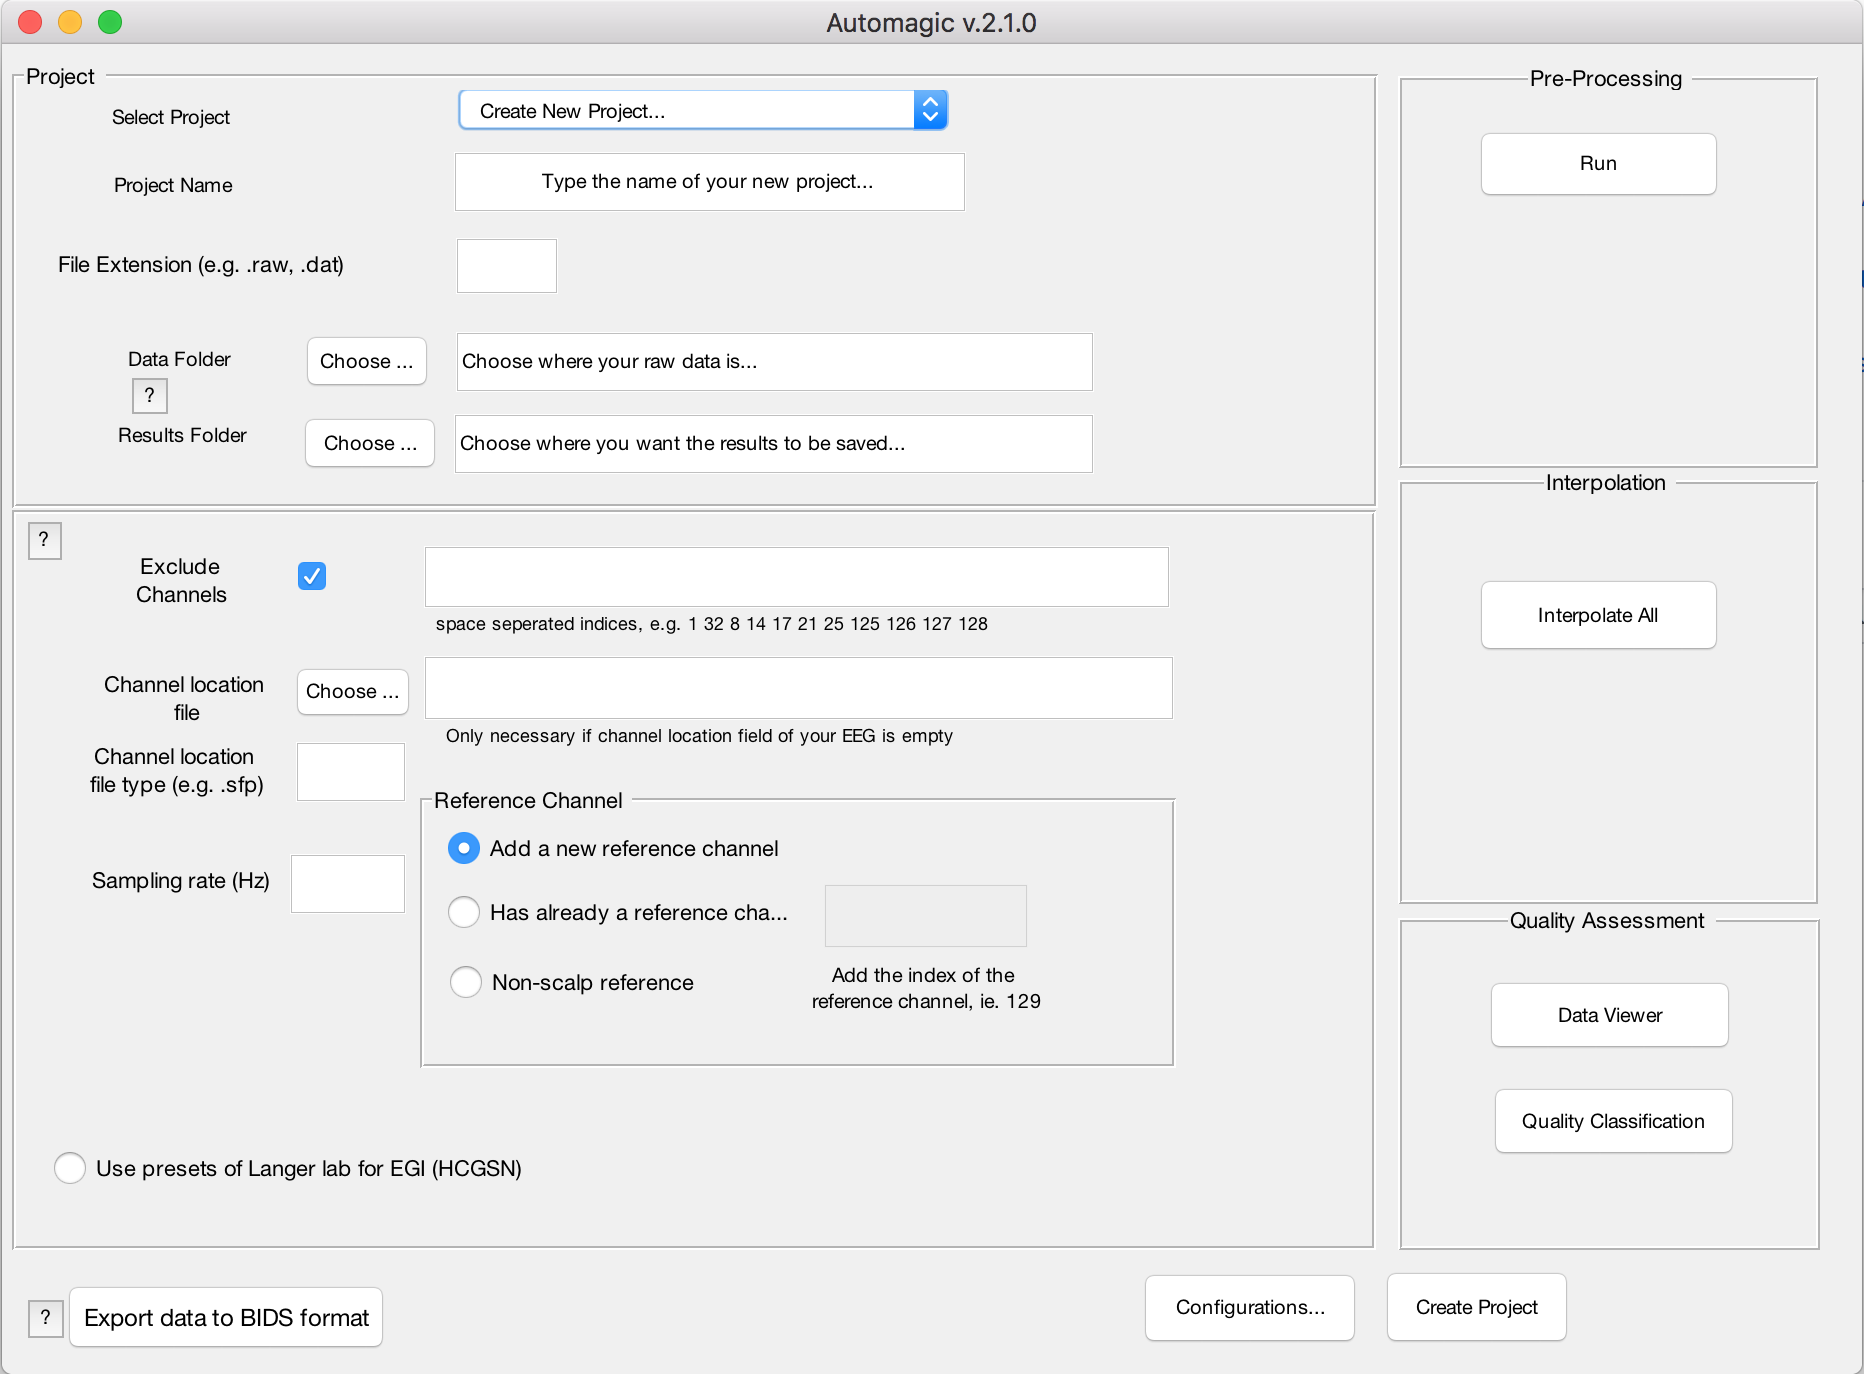 Automagic v.2.1.0
Project
Select Project
Create New Project...
Project Name
Type the name of your new project...
File Extension (e.g. .raw, .dat)
Data Folder
Choose ...
Choose where your raw data is...
?
Results Folder
Choose ...
Choose where you want the results to be saved...
?
Exclude
Channels
space seperated indices, e.g. 1 32 8 14 17 21 25 125 126 127 128
Channel location
file
Choose ...
Only necessary if channel location field of your EEG is empty
Channel location
file type (e.g. .sfp)
Sampling rate (Hz)
Reference Channel
Add a new reference channel
Has already a reference cha...
Non-scalp reference
Add the index of the
reference channel, ie. 129
Use presets of Langer lab for EGI (HCGSN)
Pre-Processing
Run
Interpolation
Interpolate All
Quality Assessment
Data Viewer
Quality Classification
?
Export data to BIDS format
Configurations...
Create Project